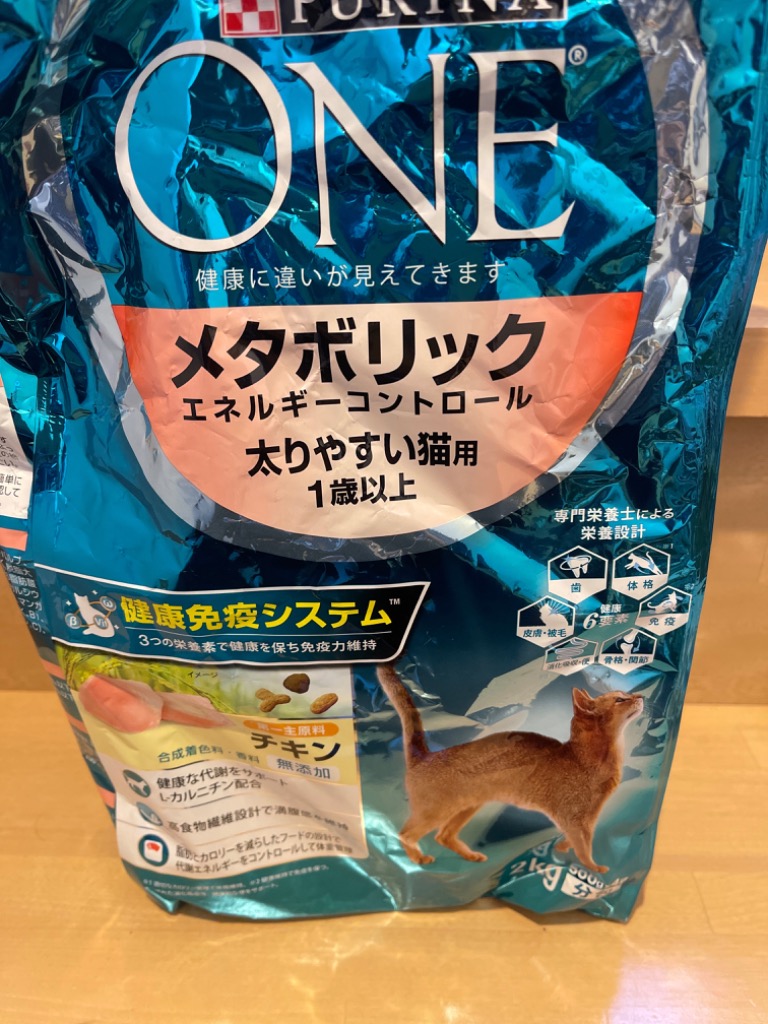 PURINA
ONE®
健康に違いが見えてきます
メタボリック
エネルギーコントロール
太りやすい猫用
1歳以上
専門栄養士による
栄養設計
歯
体格
※1
皮膚・被毛
健康
6要素
免疫
骨格・関節
健康免疫システム™
3つの栄養素で健康を保ち免疫力維持
イメージ
第一主原料
チキン
合成着色料・香料
無添加
健康な代謝をサポート
L-カルニチン配合
高食物繊維設計で満腹感を維持
脂肪とカロリーを減らしたフードの設計で
代謝エネルギーをコントロールして体重管理
2kg
500g